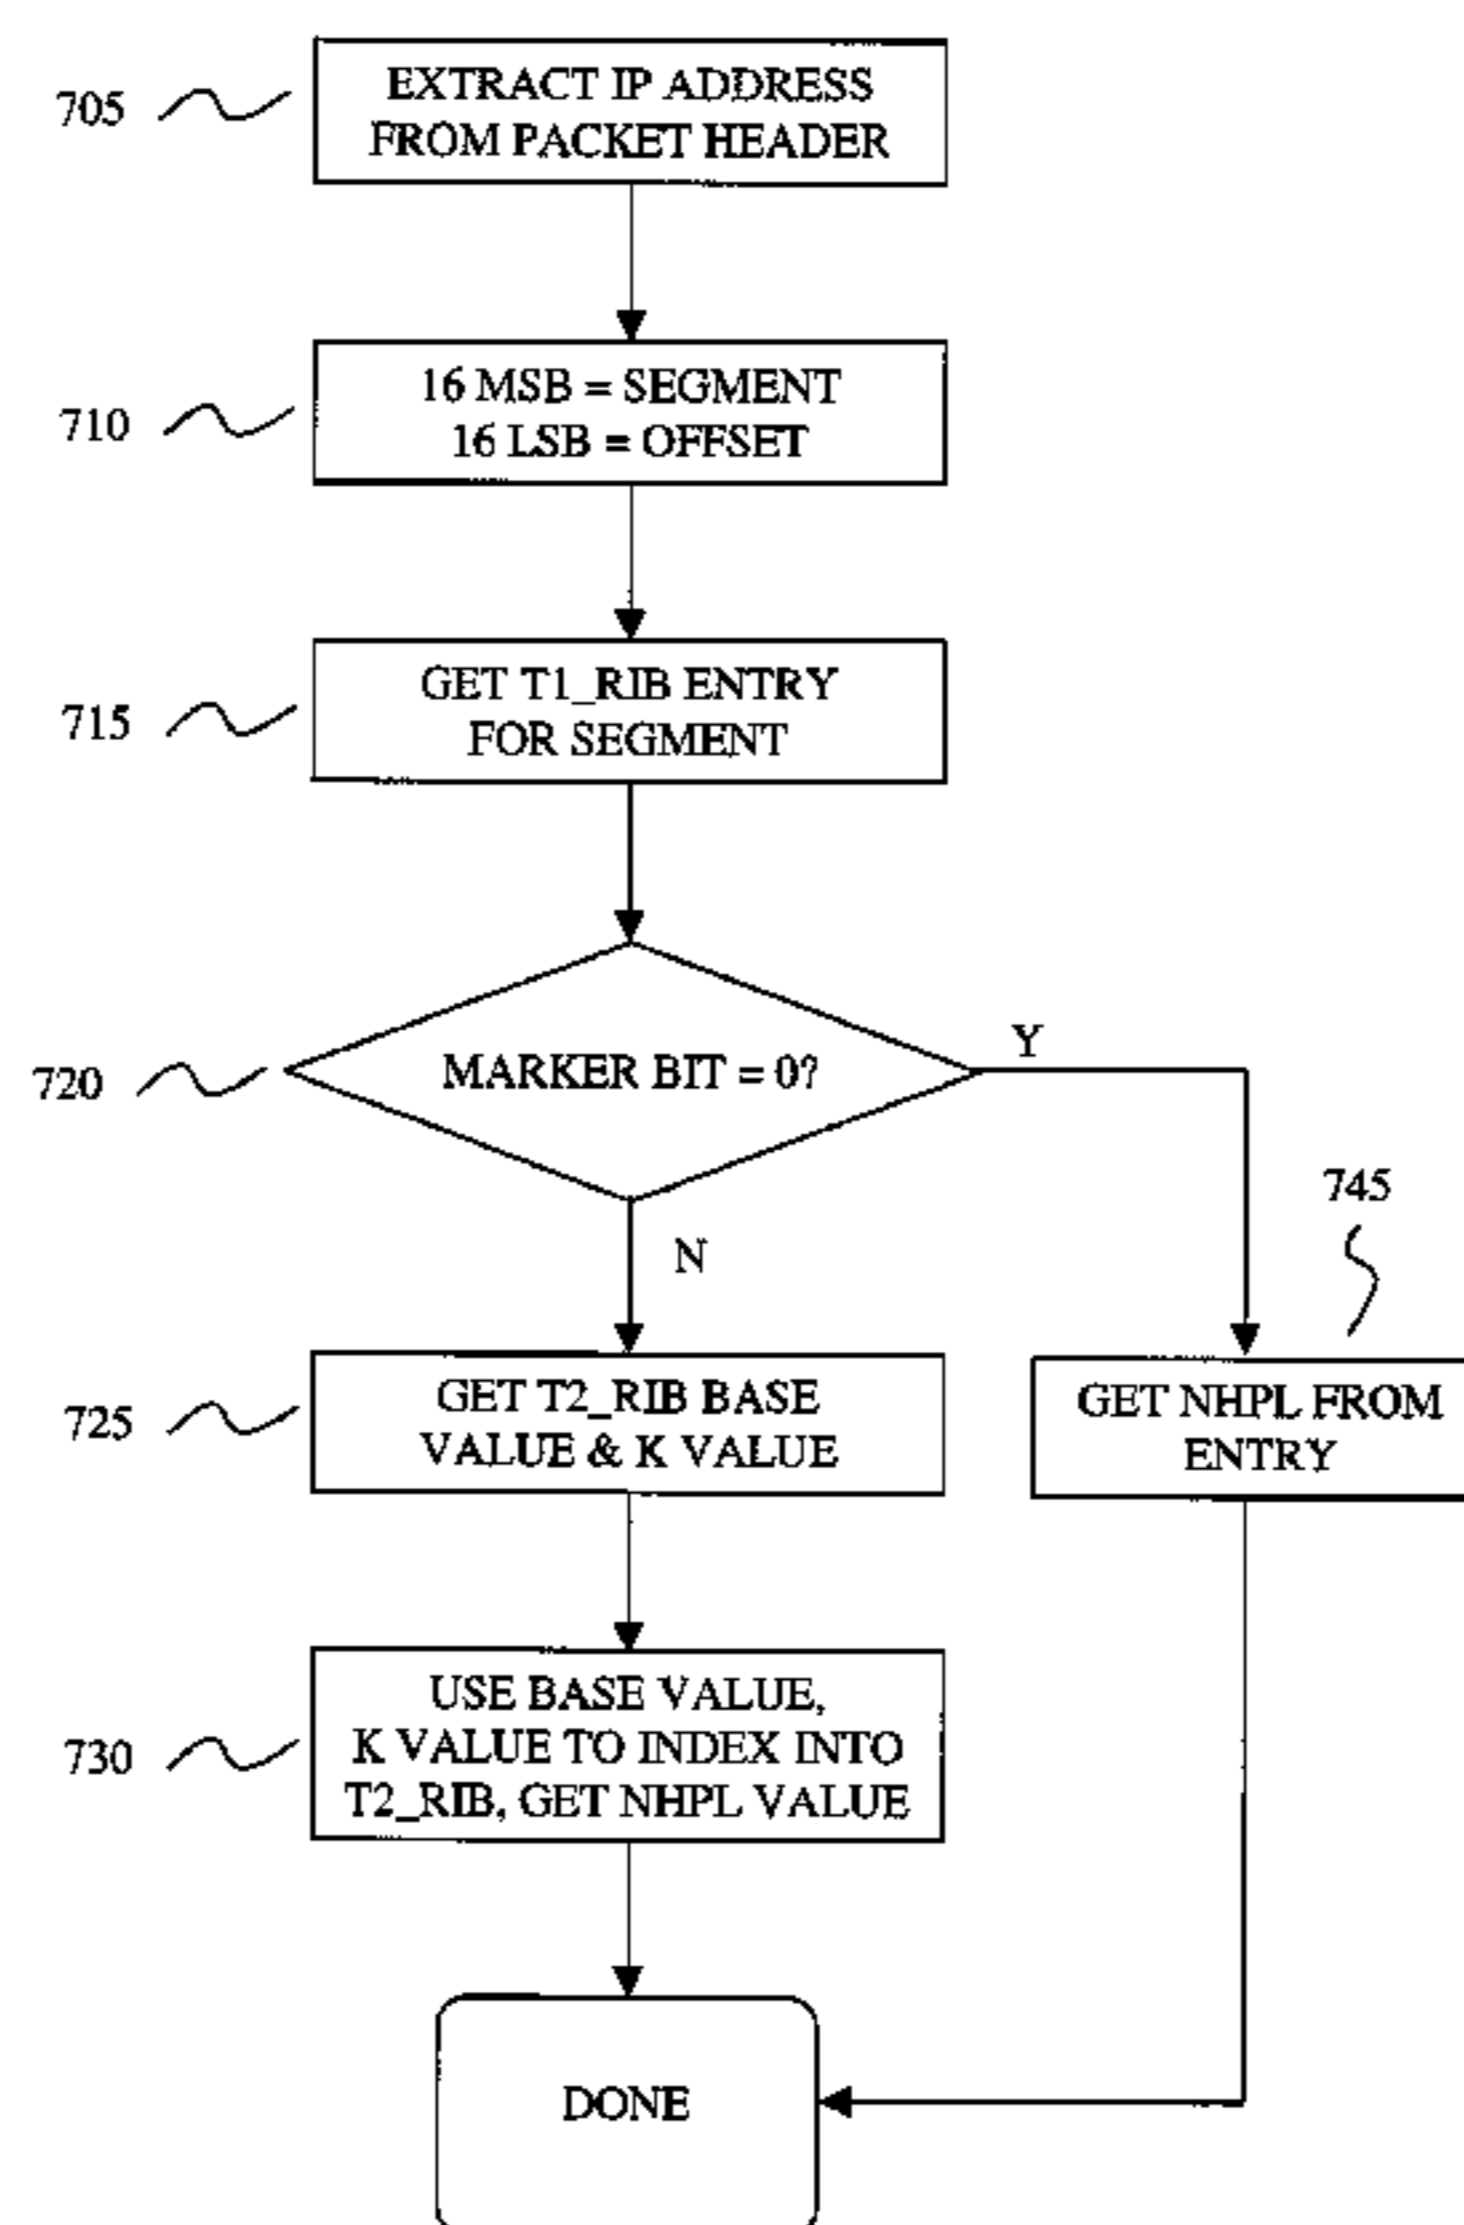 705
EXTRACT IP ADDRESS
FROM PACKET HEADER
710
16 MSB = SEGMENT
16 LSB = OFFSET
715
GET T1_RIB ENTRY
FOR SEGMENT
720
MARKER BIT = 0?
Y
N
745
725
GET T2_RIB BASE
VALUE & K VALUE
GET NHPL FROM
ENTRY
730
USE BASE VALUE,
K VALUE TO INDEX INTO
T2_RIB, GET NHPL VALUE
DONE